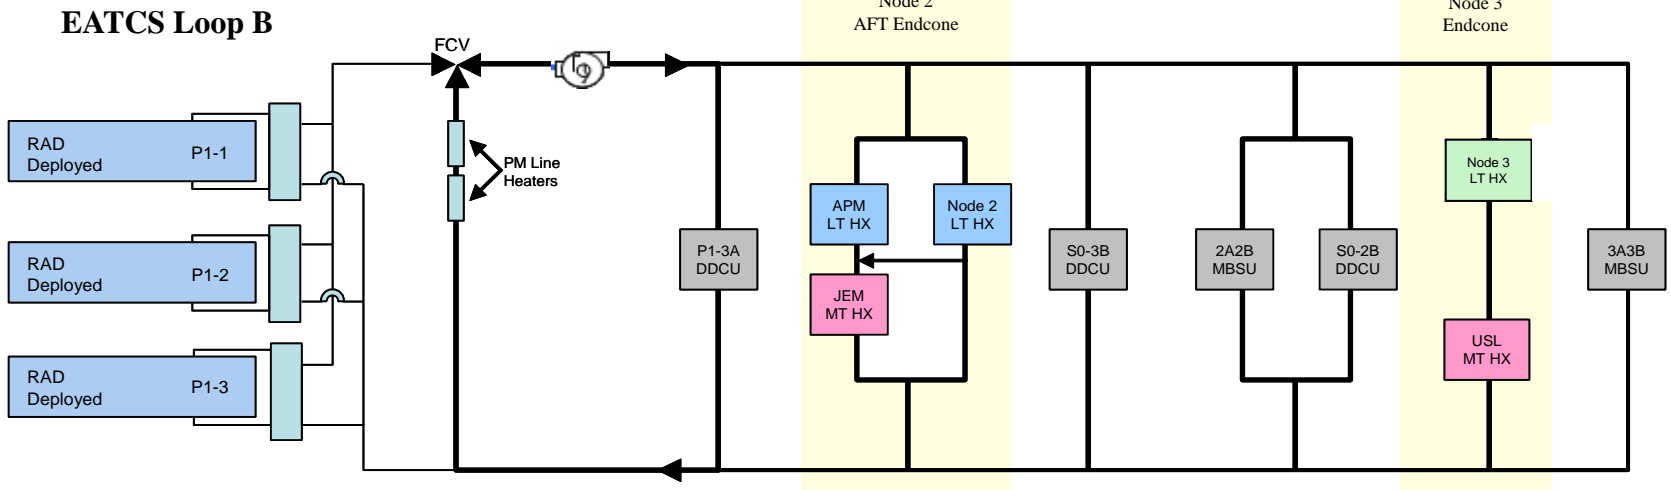 EATCS Loop B
Node 2
AFT Endcone
Node 3
Endcone
FCV
RAD
Deployed
P1-1
PM Line
Heaters
RAD
Deployed
P1-2
RAD
Deployed
P1-3
P1-3A
DDCU
APM
LT HX
Node 2
LT HX
JEM
MT HX
S0-3B
DDCU
2A2B
MBSU
S0-2B
DDCU
Node 3
LT HX
USL
MT HX
3A3B
MBSU